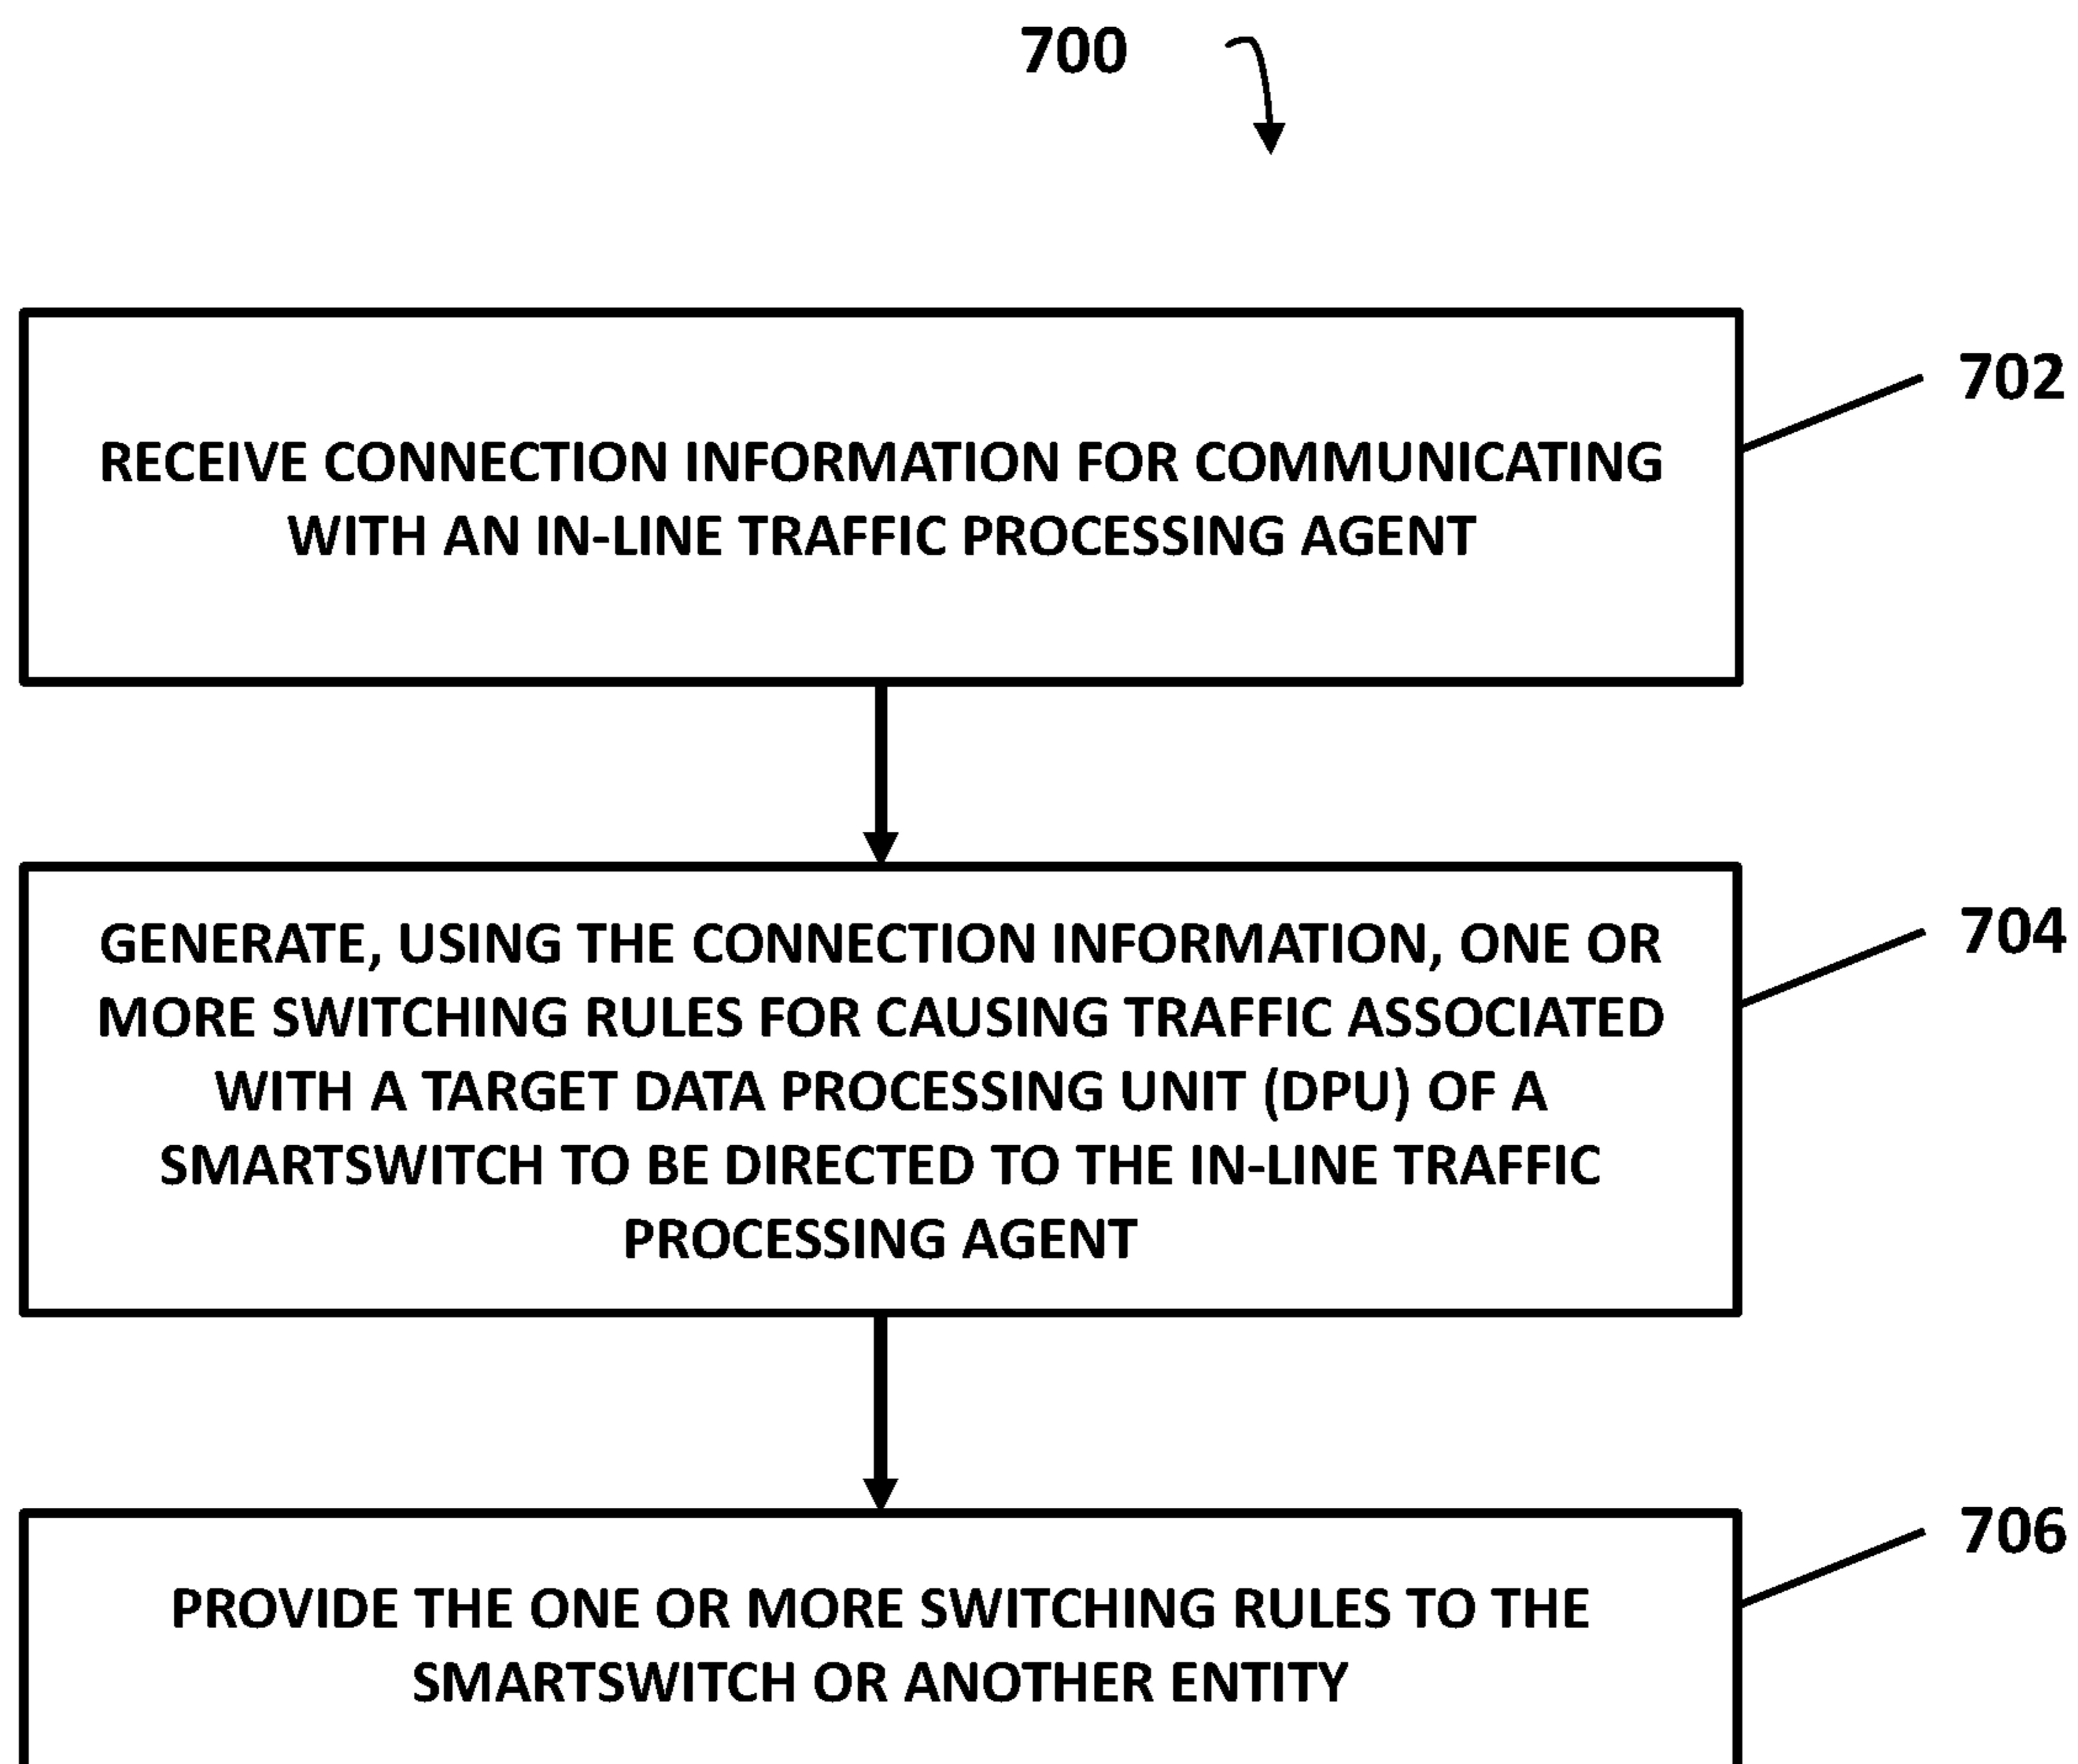 700
702
RECEIVE CONNECTION INFORMATION FOR COMMUNICATING
WITH AN IN-LINE TRAFFIC PROCESSING AGENT
704
GENERATE, USING THE CONNECTION INFORMATION, ONE OR
MORE SWITCHING RULES FOR CAUSING TRAFFIC ASSOCIATED
WITH A TARGET DATA PROCESSING UNIT (DPU) OF A
SMARTSWITCH TO BE DIRECTED TO THE IN-LINE TRAFFIC
PROCESSING AGENT
706
PROVIDE THE ONE OR MORE SWITCHING RULES TO THE
SMARTSWITCH OR ANOTHER ENTITY